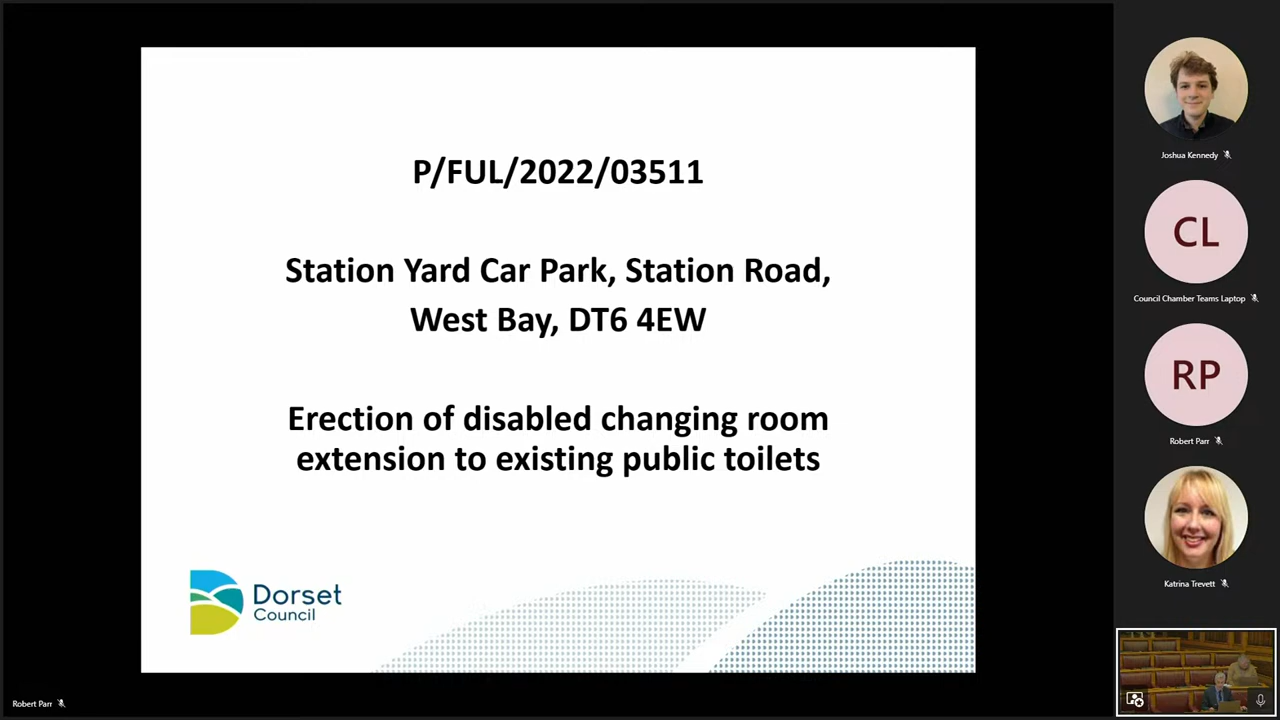 P/FUL/2022/03511
Station Yard Car Park, Station Road,
West Bay, DT6 4EW
Erection of disabled changing room
extension to existing public toilets
Dorset
Council
Joshua Kennedy
CL
Council Chamber Teams Laptop
RP
Robert Parr
Katrina Trevett
Robert Parr